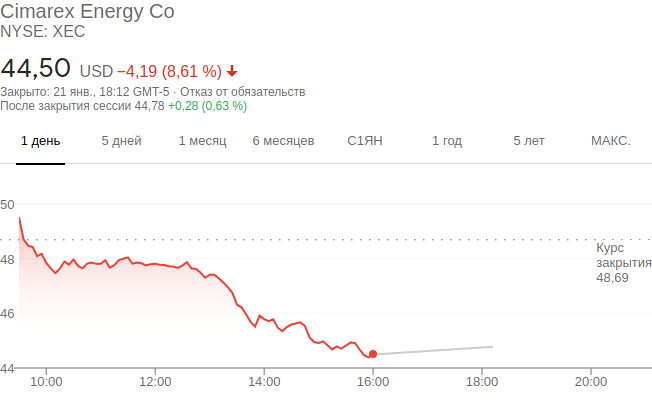 Cimarex Energy Co
NYSE: XEC
44,50 USD −4,19 (8,61 %)
Закрыто: 21 янв., 18:12 GMT-5 · Отказ от обязательств
После закрытия сессии 44,78 +0,28 (0,63 %)
1 день 5 дней 1 месяц 6 месяцев С1ЯН 1 год 5 лет МАКС.
50
Курс
закрытия
48,69
48
46
44
10:00 12:00 14:00 16:00 18:00 20:00